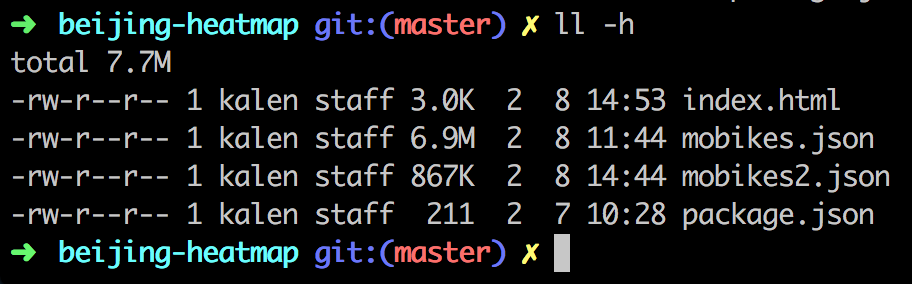 ➜ beijing-heatmap git:(master) ✗ ll -h
total 7.7M
-rw-r--r-- 1 kalen staff 3.0K  2  8 14:53 index.html
-rw-r--r-- 1 kalen staff 6.9M  2  8 11:44 mobikes.json
-rw-r--r-- 1 kalen staff 867K  2  8 14:44 mobikes2.json
-rw-r--r-- 1 kalen staff  211  2  7 10:28 package.json
➜ beijing-heatmap git:(master) ✗